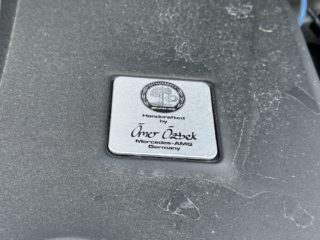 Handcrafted
by
Ömer Özbek
Mercedes-AMG
Germany